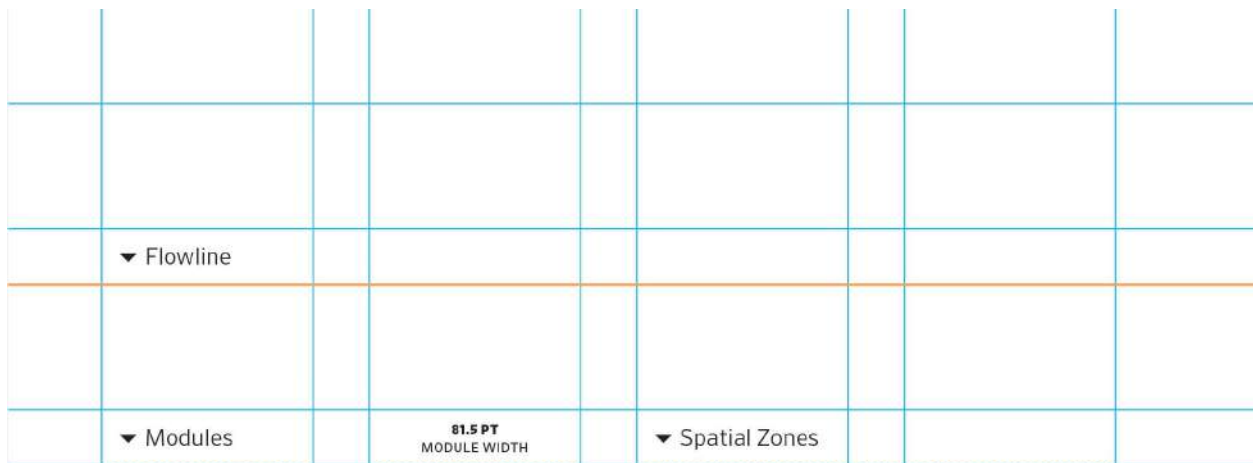 Flowline
Modules
81.5 PT
MODULE WIDTH
Spatial Zones